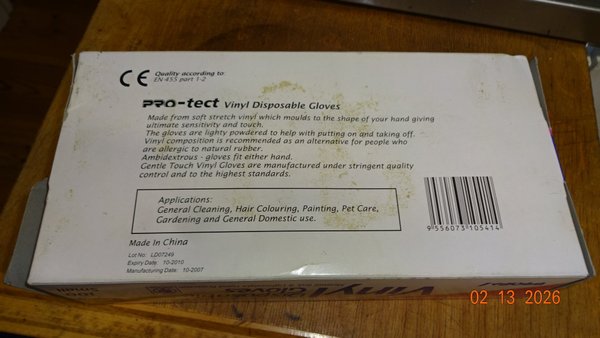 CE Quality according to:
EN 455 part 1-2
PRO-tect Vinyl Disposable Gloves
Made from soft stretch vinyl which moulds to the shape of your hand giving
ultimate sensitivity and touch.
The gloves are lighty powdered to help with putting on and taking off.
Vinyl composition is recommended as an alternative for people who
are allergic to natural rubber.
Ambidextrous - gloves fit either hand.
Gentle Touch Vinyl Gloves are manufactured under stringent quality
control and to the highest standards.
Applications:
General Cleaning, Hair Colouring, Painting, Pet Care,
Gardening and General Domestic use.
9 556073 105414
Made In China
Lot No: LD07249
Expiry Date: 10-2010
Manufacturing Date: 10-2007
Vinyl
Gloves
Small
100
02 13 2026